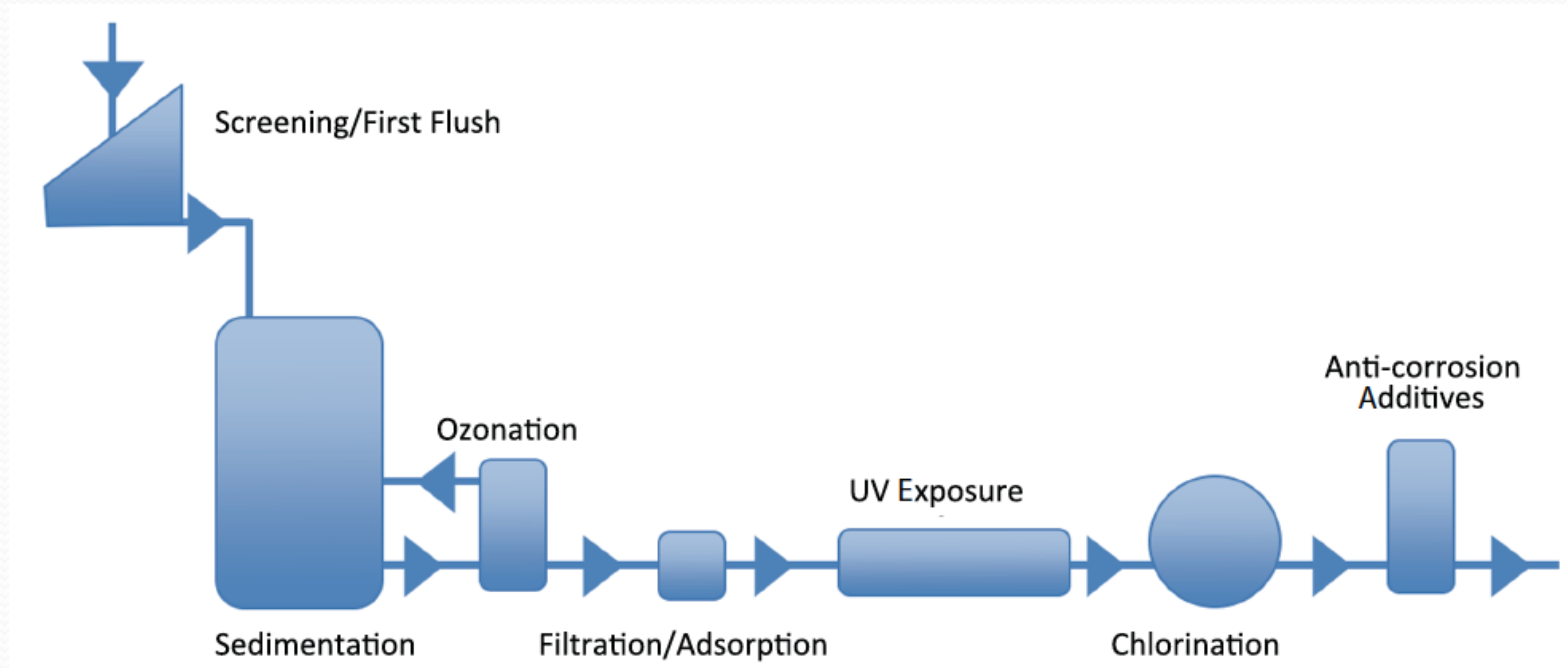 Screening/First Flush
Ozonation
Sedimentation
Filtration/Adsorption
UV Exposure
Chlorination
Anti-corrosion
Additives